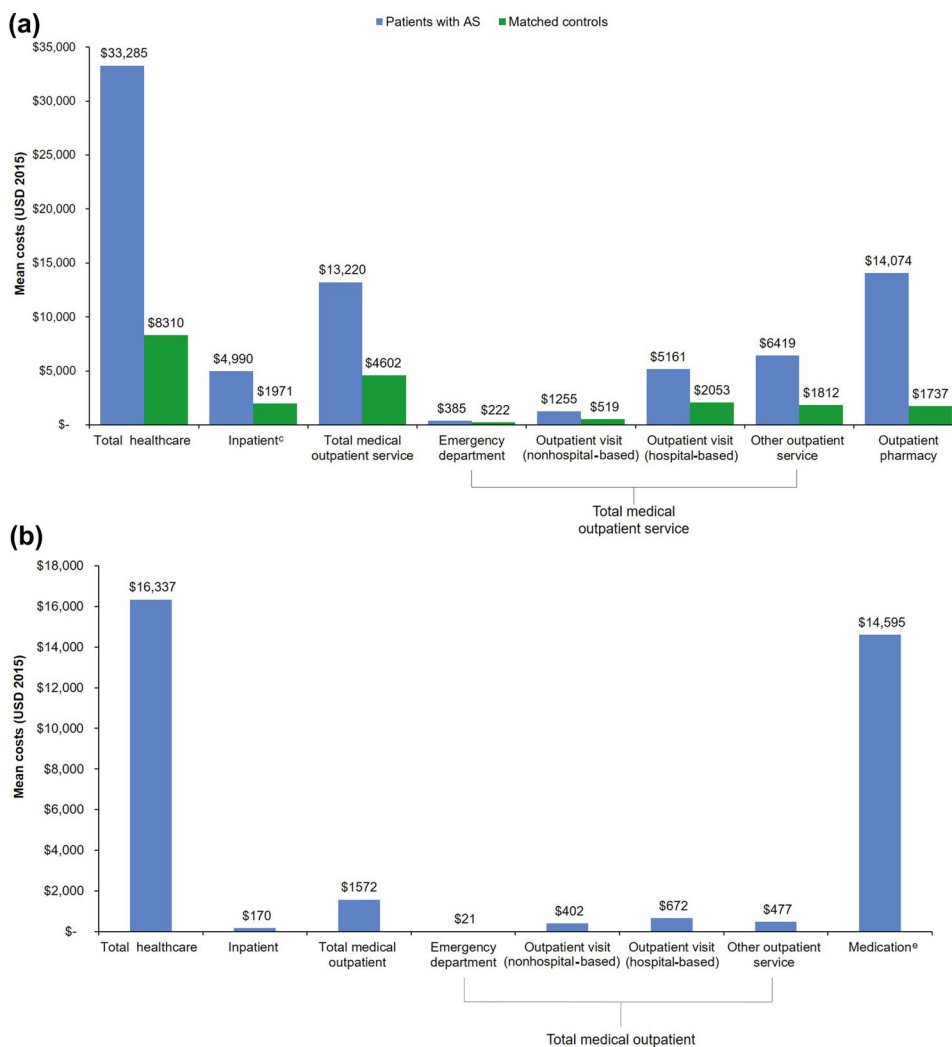 (a)
Patients with AS
Matched controls
Mean costs (USD 2015)
$35,000
$30,000
$25,000
$20,000
$15,000
$10,000
$5,000
$-
$33,285
$8310
$4,990
$1971
$13,220
$4602
$385
$222
$1255
$519
$5161
$2053
$6419
$1812
$14,074
$1737
Total healthcare
Inpatientᶜ
Total medical
outpatient service
Emergency
department
Outpatient visit
(nonhospital-based)
Outpatient visit
(hospital-based)
Other outpatient
service
Outpatient
pharmacy
Total medical
outpatient service
(b)
Mean costs (USD 2015)
$18,000
$16,000
$14,000
$12,000
$10,000
$8,000
$6,000
$4,000
$2,000
$-
$16,337
$170
$1572
$21
$402
$672
$477
$14,595
Total healthcare
Inpatient
Total medical
outpatient
Emergency
department
Outpatient visit
(nonhospital-based)
Outpatient visit
(hospital-based)
Other outpatient
service
Medicationᵉ
Total medical outpatient